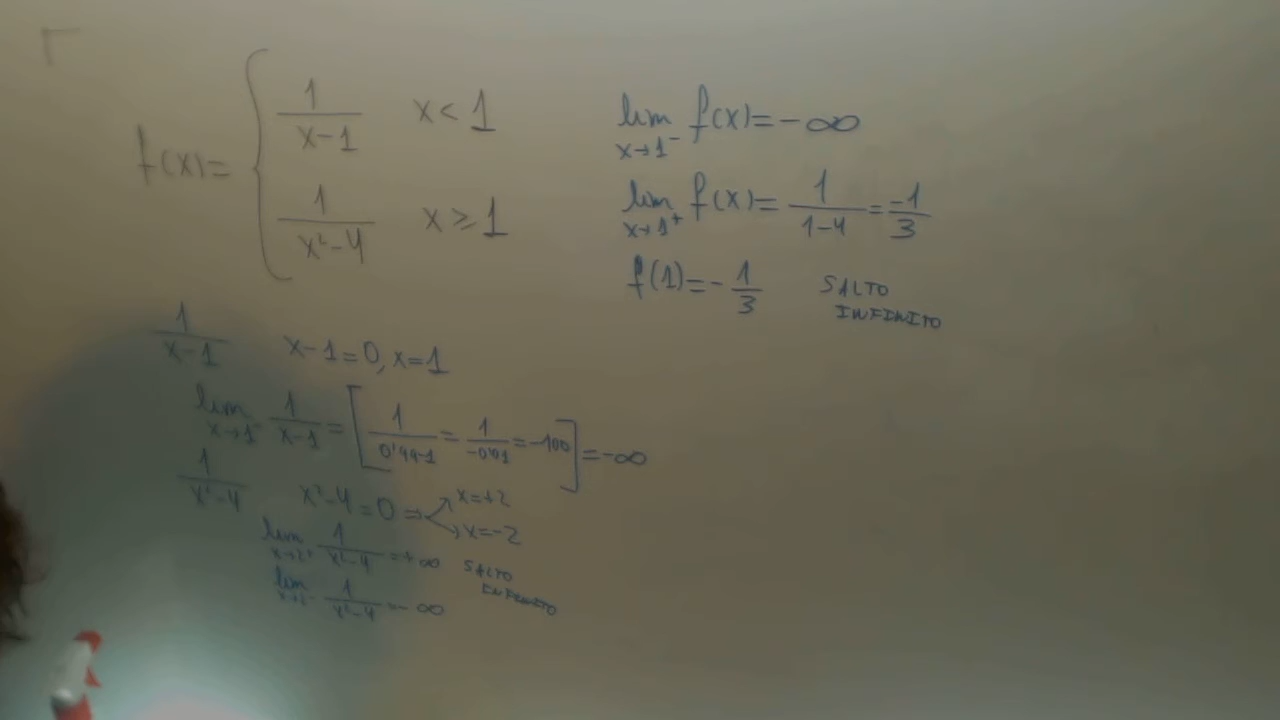 f(x)= { 1/(x-1) x<1
1/(x²-4) x≥1
lim x→1⁻ f(x)=-∞
lim x→1⁺ f(x)= 1/(1-4) = -1/3
f(1)=- 1/3 SALTO
INFINITO
1/(x-1) x-1=0, x=1
lim x→1⁻ 1/(x-1) = [ 1/(0'99-1) = 1/(-0'01) =-100 ] =-∞
1/(x²-4) x²-4=0 ⇒ x=+2
x=-2
lim x→2⁺ 1/(x²-4) =+∞ SALTO
INFINITO
lim x→2⁻ 1/(x²-4) =-∞